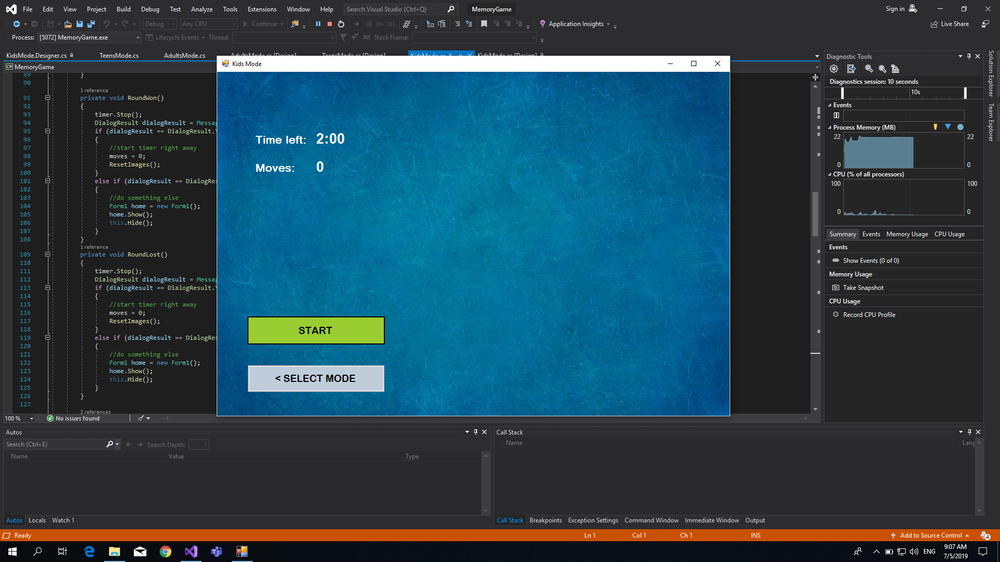 File Edit View Project Build Debug Test Analyze Tools Extensions Window Help Search Visual Studio (Ctrl+Q) MemoryGame Sign in
Debug Any CPU Continue Application Insights Live Share
Process: [5072] MemoryGame.exe Lifecycle Events Thread: Stack Frame:
KidsMode.Designer.cs TeensMode.cs AdultsMode.cs AdultsMode.cs [Design] TeensMode.cs [Design] KidsMode.cs KidsMode.cs [Design]
MemoryGame
Kids Mode
89 }
90
1 reference
91 private void RoundWon()
92 {
93 timer.Stop();
94 DialogResult dialogResult = Messag
95 if (dialogResult == DialogResult.Y
96 {
97 //start timer right away
98 moves = 0;
99 ResetImages();
100 }
101 else if (dialogResult == DialogRes
102 {
103 //do something else
104 Form1 home = new Form1();
105 home.Show();
106 this.Hide();
107 }
108 }
1 reference
109 private void RoundLost()
110 {
111 timer.Stop();
112 DialogResult dialogResult = Messag
113 if (dialogResult == DialogResult.Y
114 {
115 //start timer right away
116 moves = 0;
117 ResetImages();
118 }
119 else if (dialogResult == DialogRes
120 {
121 //do something else
122 Form1 home = new Form1();
123 home.Show();
124 this.Hide();
125 }
126 }
127
2 references
100 % No issues found
Time left: 2:00
Moves: 0
START
< SELECT MODE
Diagnostic Tools
Diagnostics session: 10 seconds
10s
Events
Process Memory (MB)
22 22
0 0
CPU (% of all processors)
100 100
0 0
Summary Events Memory Usage CPU Usage
Events
Show Events (0 of 0)
Memory Usage
Take Snapshot
CPU Usage
Record CPU Profile
Solution Explorer
Team Explorer
Autos
Search (Ctrl+E) Search Depth:
Name Value Type
Autos Locals Watch 1
Call Stack
Name Lang
Call Stack Breakpoints Exception Settings Command Window Immediate Window Output
Ready Ln 1 Col 1 Ch 1 INS Add to Source Control 4
ENG 9:07 AM
7/5/2019